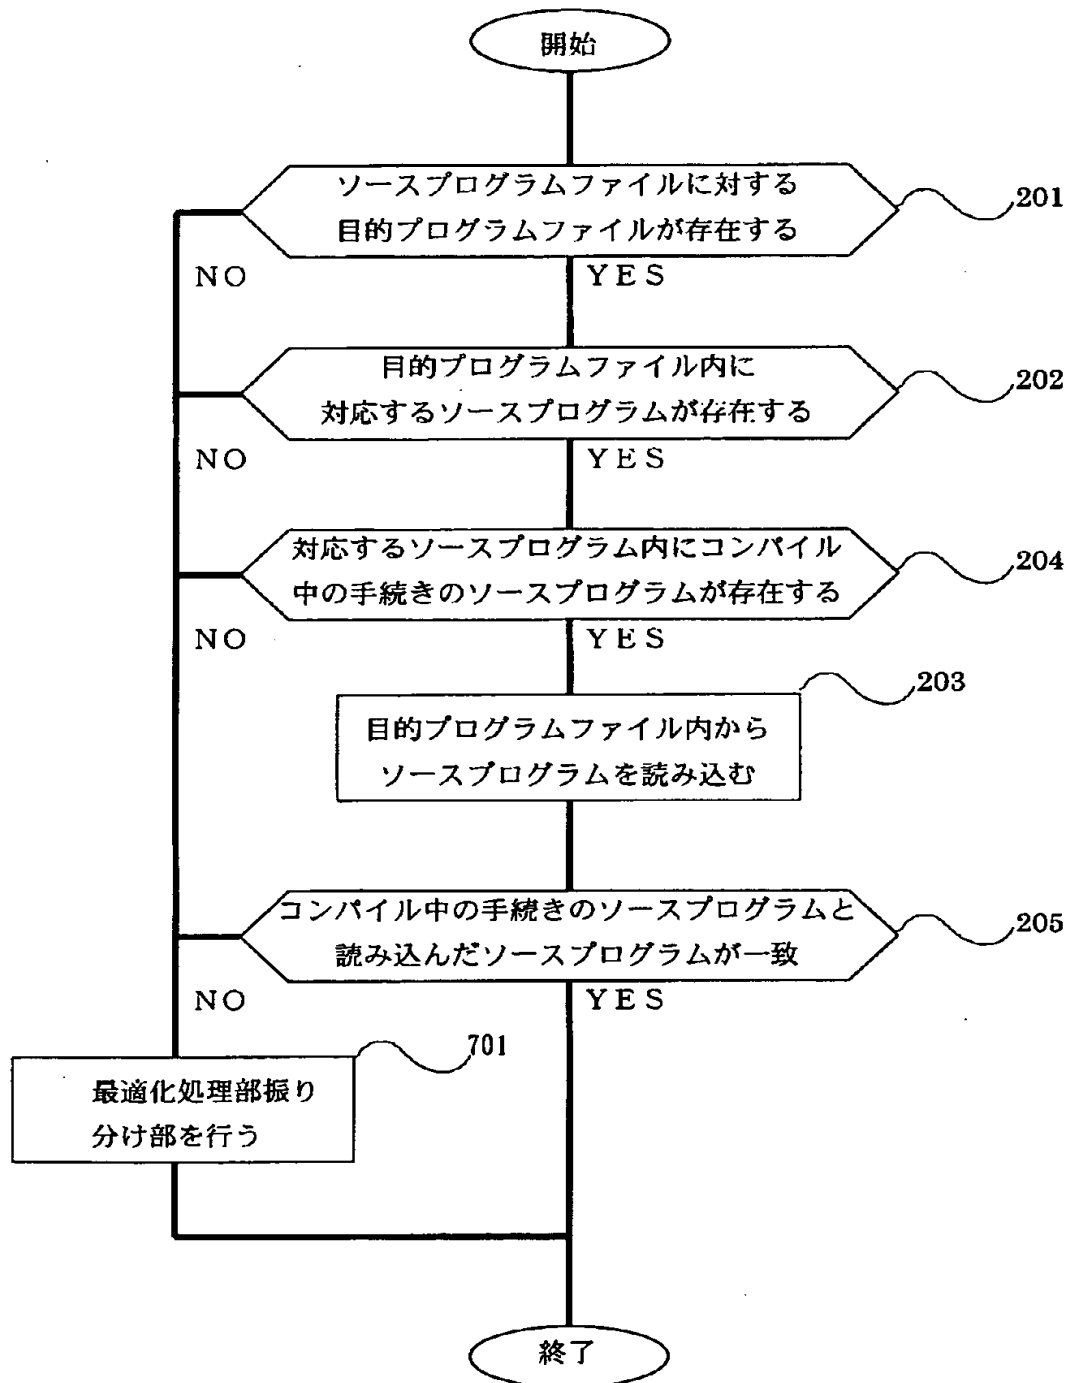 開始
ソースプログラムファイルに対する
目的プログラムファイルが存在する
201
NO
YES
目的プログラムファイル内に
対応するソースプログラムが存在する
202
NO
YES
対応するソースプログラム内にコンパイル
中の手続きのソースプログラムが存在する
204
NO
YES
203
目的プログラムファイル内から
ソースプログラムを読み込む
コンパイル中の手続きのソースプログラムと
読み込んだソースプログラムが一致
205
NO
YES
701
最適化処理部振り
分け部を行う
終了